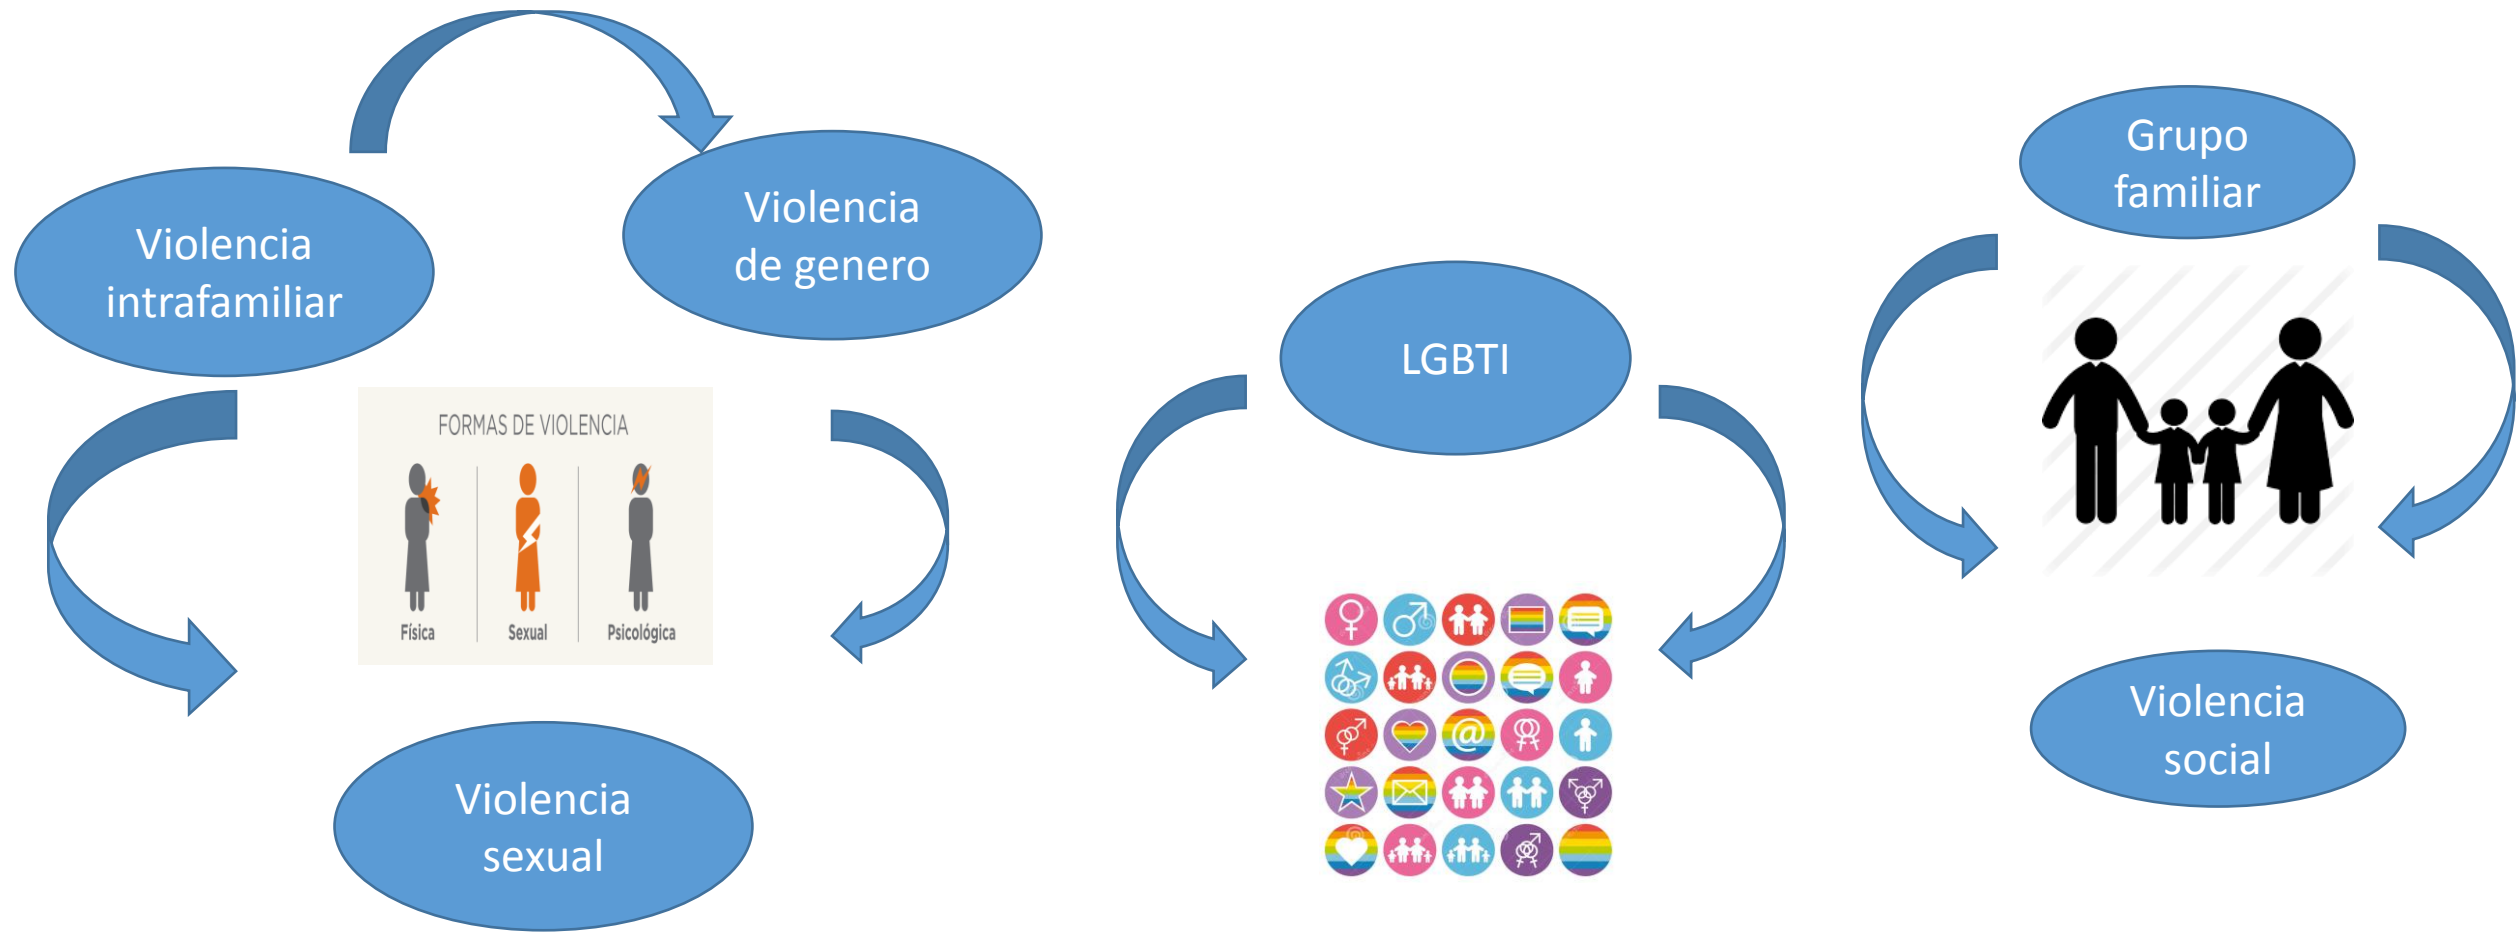 Violencia
intrafamiliar
Violencia
de genero
FORMAS DE VIOLENCIA
Física
Sexual
Psicológica
Violencia
sexual
LGBTI
@
Grupo
familiar
Violencia
social